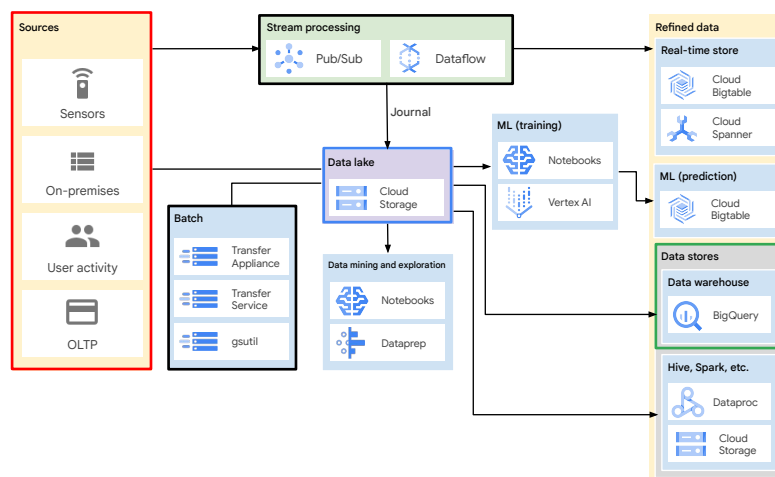 Sources
Sensors
On-premises
User activity
OLTP
Stream processing
Pub/Sub
Dataflow
Journal
Data lake
Cloud
Storage
Batch
Transfer
Appliance
Transfer
Service
gsutil
Data mining and exploration
Notebooks
Dataprep
ML (training)
Notebooks
Vertex AI
Refined data
Real-time store
Cloud
Bigtable
Cloud
Spanner
ML (prediction)
Cloud
Bigtable
Data stores
Data warehouse
BigQuery
Hive, Spark, etc.
Dataproc
Cloud
Storage